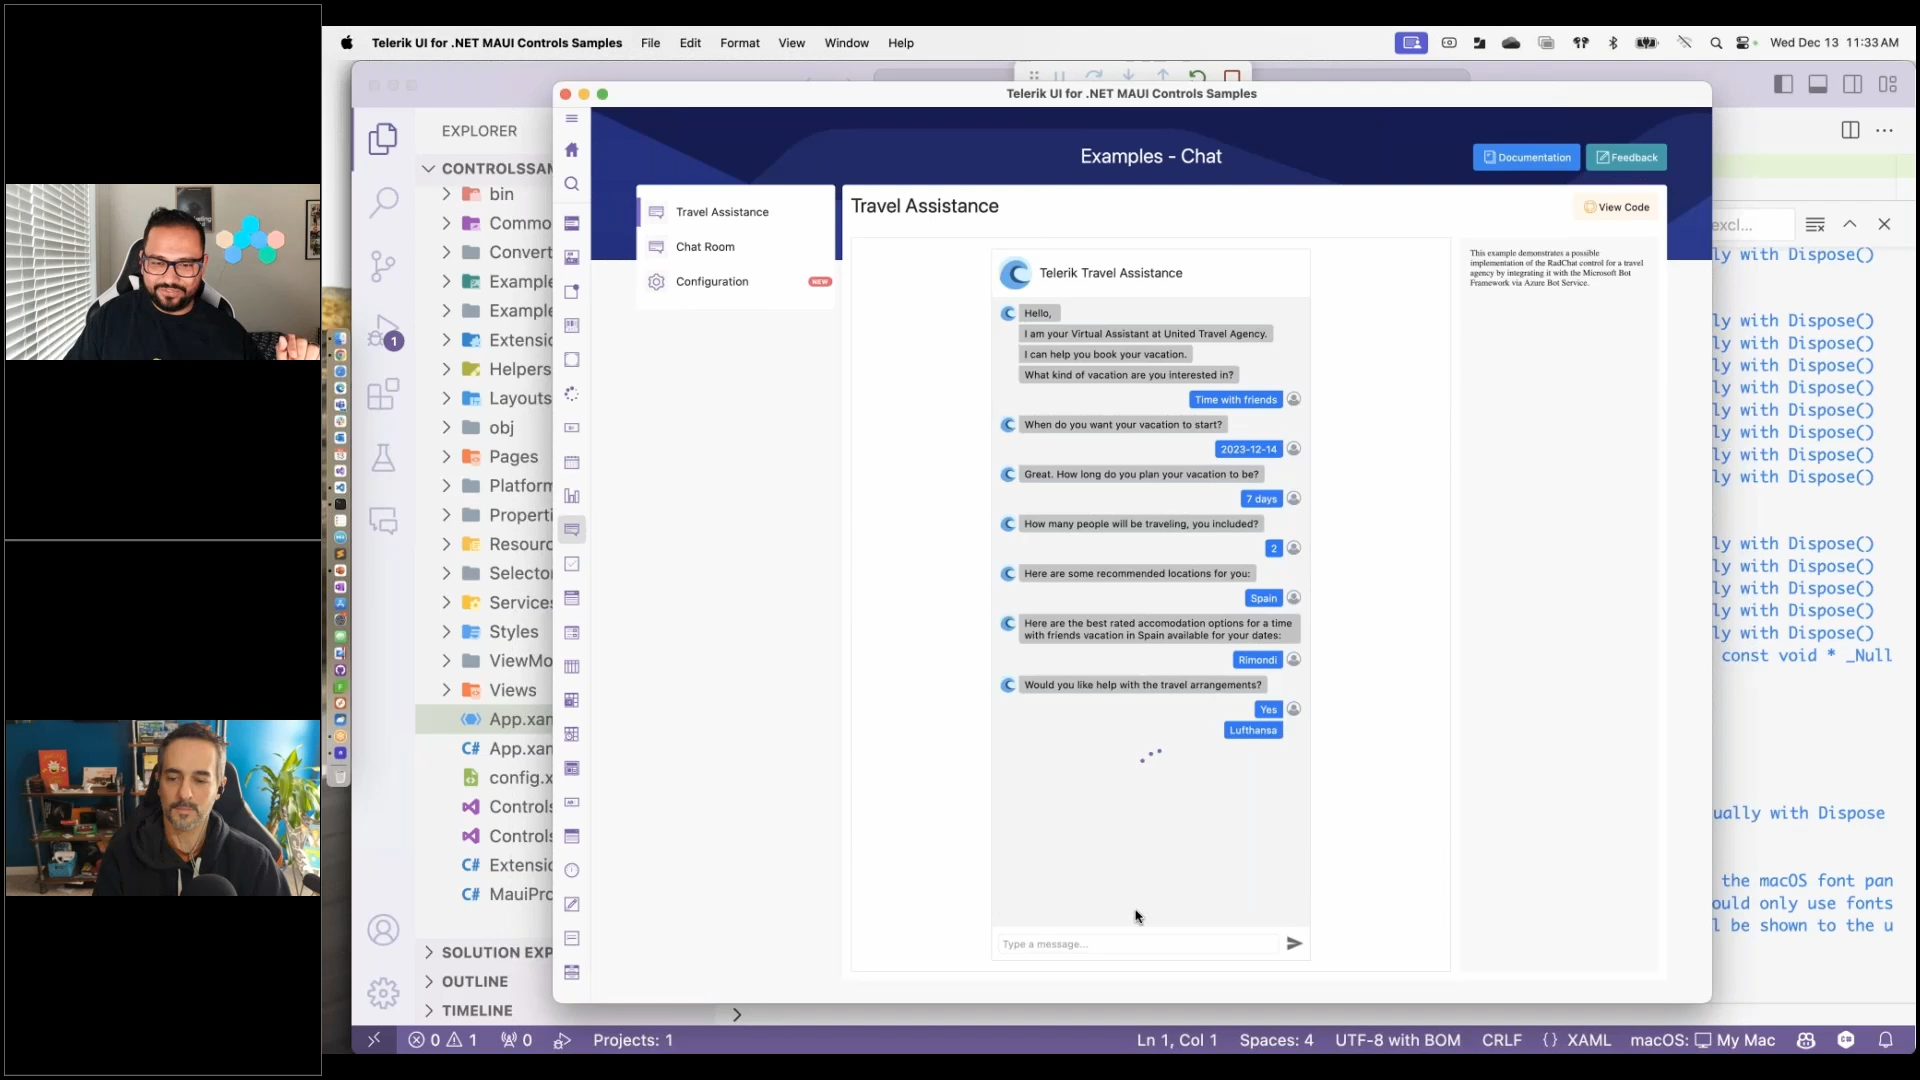 Telerik UI for .NET MAUI Controls Samples File Edit Format View Window Help
Wed Dec 13 11:33 AM
Telerik UI for .NET MAUI Controls Samples
EXPLORER
CONTROLSSAM
bin
Commo
Convert
Example
Example
Extensio
Helpers
Layouts
obj
Pages
Platform
Properti
Resourc
Selector
Services
Styles
ViewMo
Views
App.xam
App.xam
config.x
Controls
Controls
Extensio
MauiPro
SOLUTION EXP
OUTLINE
TIMELINE
1
Examples - Chat
Documentation
Feedback
Travel Assistance
Chat Room
Configuration
NEW
Travel Assistance
View Code
This example demonstrates a possible
implementation of the RadChat control for a travel
agency by integrating it with the Microsoft Bot
Framework via Azure Bot Service.
Telerik Travel Assistance
Hello,
I am your Virtual Assistant at United Travel Agency.
I can help you book your vacation.
What kind of vacation are you interested in?
Time with friends
When do you want your vacation to start?
2023-12-14
Great. How long do you plan your vacation to be?
7 days
How many people will be traveling, you included?
2
Here are some recommended locations for you:
Spain
Here are the best rated accomodation options for a time
with friends vacation in Spain available for your dates:
Rimondi
Would you like help with the travel arrangements?
Yes
Lufthansa
Type a message...
excl...
ly with Dispose()
ly with Dispose()
ly with Dispose()
ly with Dispose()
ly with Dispose()
ly with Dispose()
ly with Dispose()
ly with Dispose()
ly with Dispose()
ly with Dispose()
ly with Dispose()
ly with Dispose()
ly with Dispose()
ly with Dispose()
const void * _Null
ually with Dispose
the macOS font pan
ould only use fonts
l be shown to the u
0 1 0 Projects: 1
Ln 1, Col 1 Spaces: 4 UTF-8 with BOM CRLF {} XAML macOS: My Mac